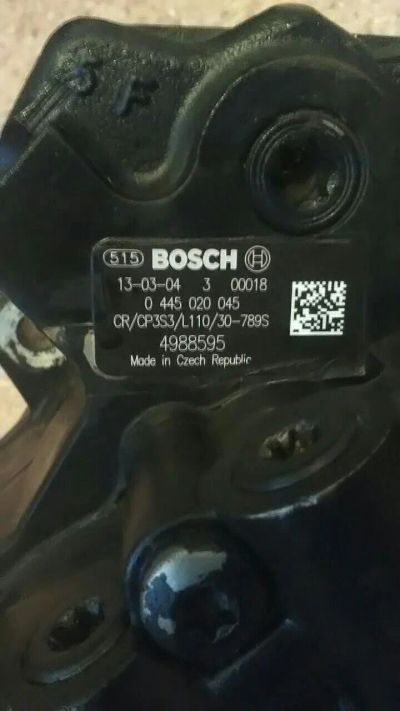 5 F
515 BOSCH
13-03-04 3 00018
0 445 020 045
CR/CP3S3/L110/30-789S
4988595
Made in Czech Republic